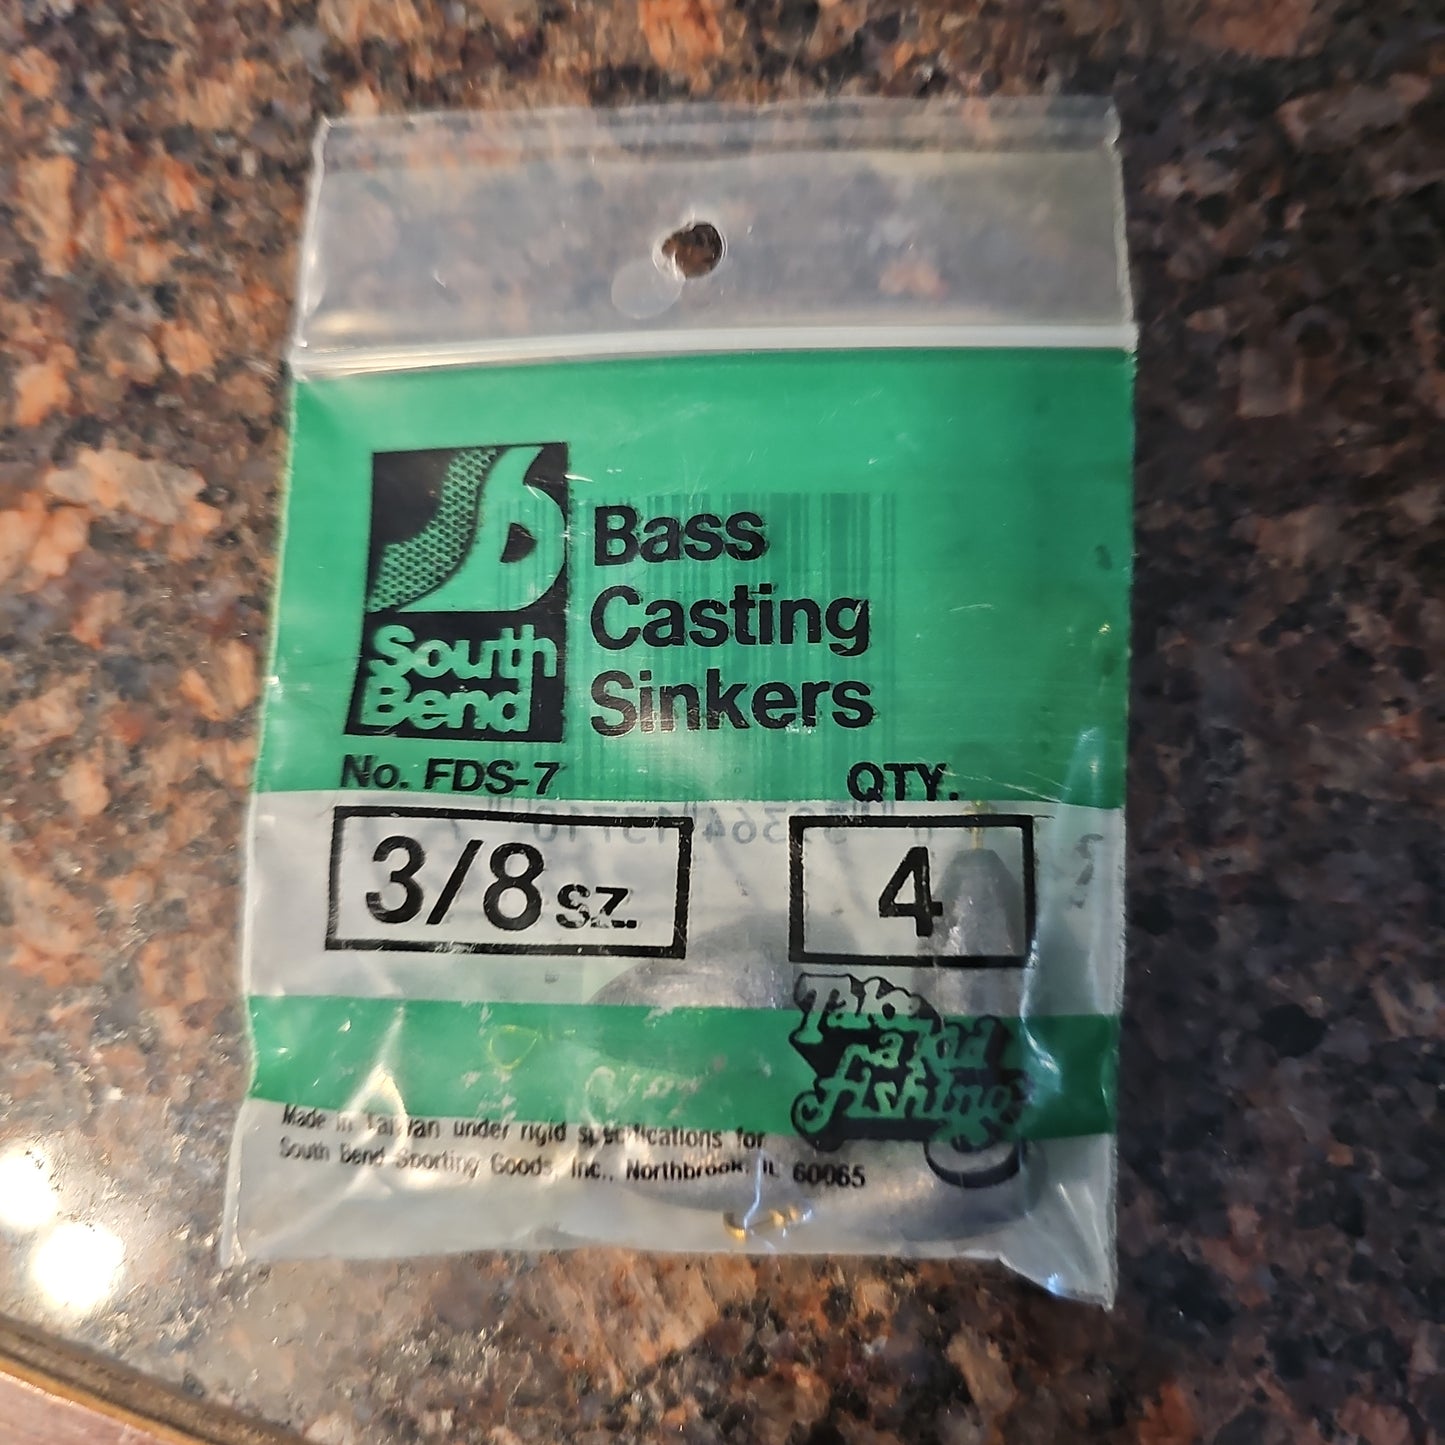 South
Bend
Bass
Casting
Sinkers
No. FDS-7
QTY.
3/8 sz.
4
Take
a Kid
fishing
Made in Taiwan under rigid specifications for
South Bend Sporting Goods, Inc., Northbrook, IL 60065